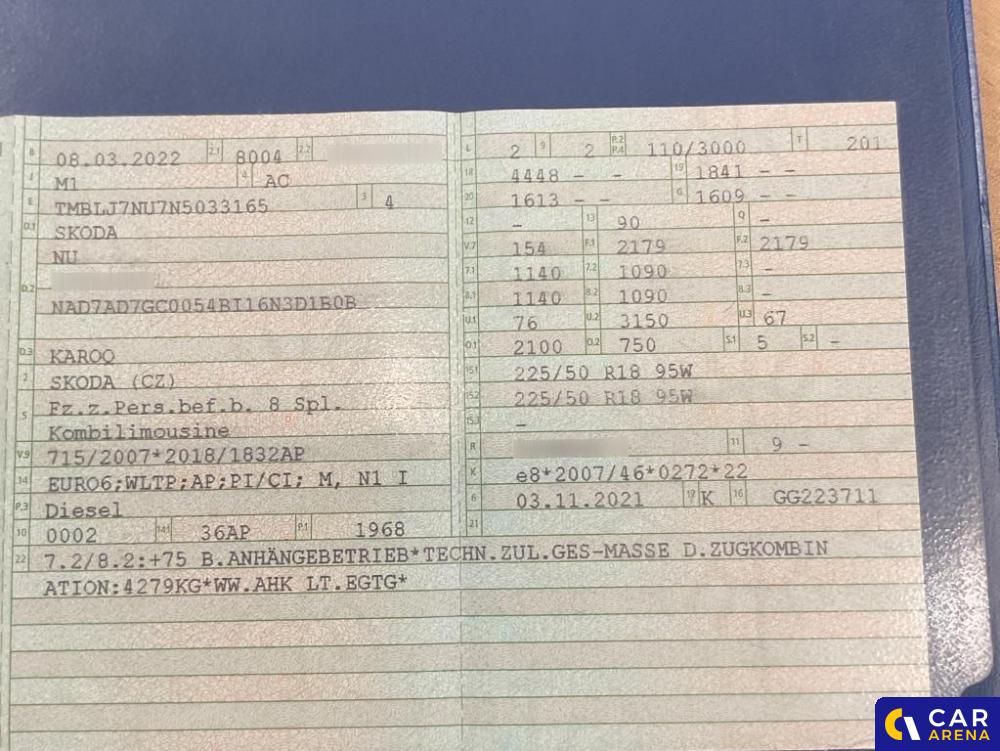 B 08.03.2022 2.1 8004 2.2
J M1 4 AC
E TMBLJ7NU7N5033165 3 4
D.1 SKODA
NU
D.2
NAD7AD7GC0054BI16N3D1B0B
D.3 KAROQ
2 SKODA (CZ)
5 Fz.z.Pers.bef.b. 8 Spl.
Kombilimousine
V.9 715/2007*2018/1832AP
14 EURO6;WLTP;AP;PI/CI; M, N1 I
P.3 Diesel
10 0002 14.1 36AP P.1 1968
L 2 9 2 P.2 P.4 110/3000 T 201
18 4448 - - 19 1841 - -
20 1613 - - G 1609 - -
12 - 13 90 Q -
V.7 154 F.1 2179 F.2 2179
7.1 1140 7.2 1090 7.3 -
8.1 1140 8.2 1090 8.3 -
U.1 76 U.2 3150 U.3 67
O.1 2100 O.2 750 S.1 5 S.2 -
15.1 225/50 R18 95W
15.2 225/50 R18 95W
15.3 -
R 11 9 -
K e8*2007/46*0272*22
6 03.11.2021 17 K 16 GG223711
21
22 7.2/8.2:+75 B.ANHÄNGEBETRIEB*TECHN.ZUL.GES-MASSE D.ZUGKOMBIN
ATION:4279KG*WW.AHK LT.EGTG*
CAR
ARENA